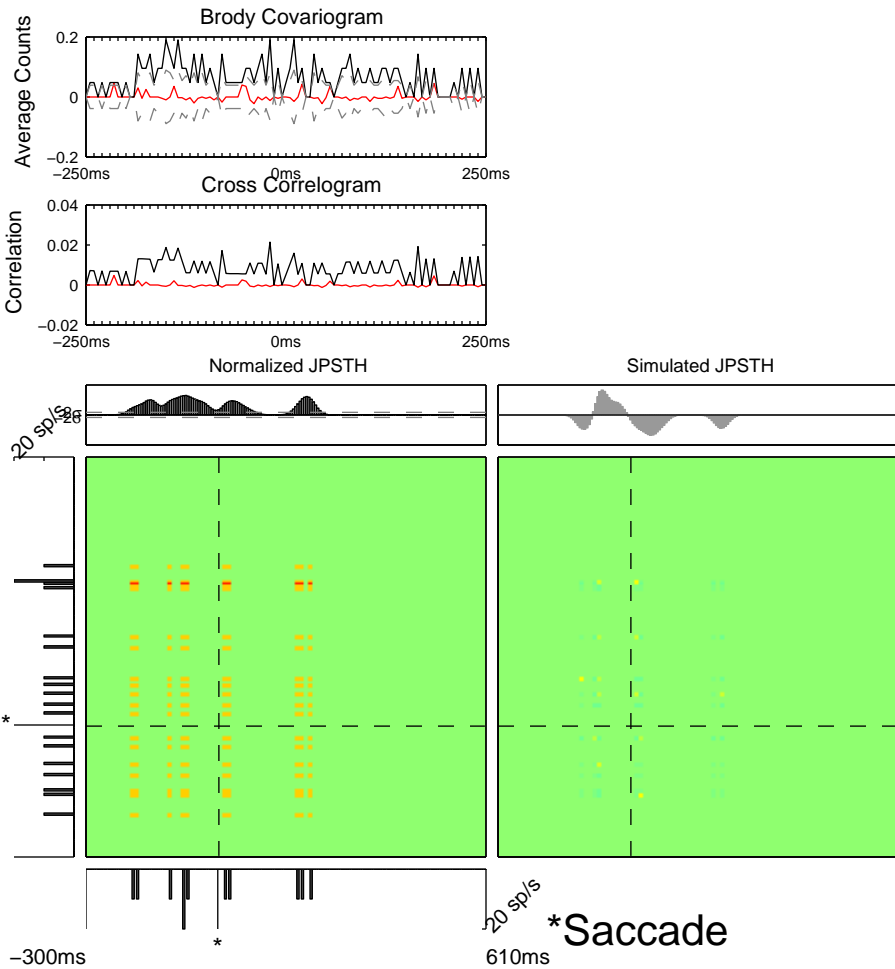 Brody Covariogram
Average Counts
0.2
0
−0.2
−250ms
0ms
250ms
Cross Correlogram
Correlation
0.04
0.02
0
−0.02
−250ms
0ms
250ms
Normalized JPSTH
Simulated JPSTH
20 sp/s
*
*
20 sp/s
*Saccade
−300ms
610ms